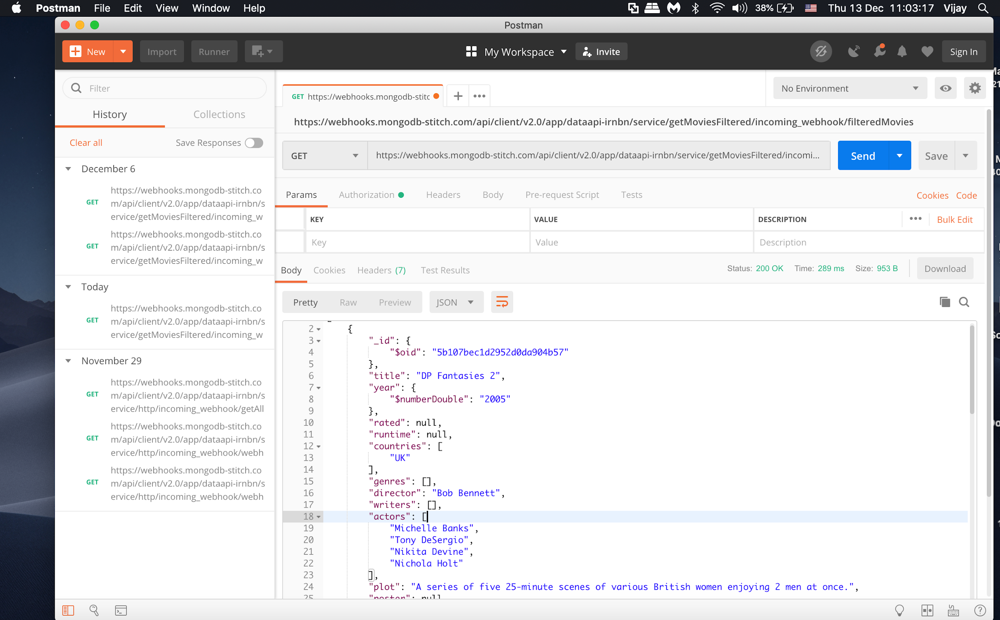 Postman File Edit View Window Help 38% Thu 13 Dec 11:03:17 Vijay
Postman
New Import Runner My Workspace Invite Sign In
Filter
History Collections
Clear all Save Responses
December 6
GET https://webhooks.mongodb-stitch.co
m/api/client/v2.0/app/dataapi-irnbn/s
ervice/getMoviesFiltered/incoming_w
GET https://webhooks.mongodb-stitch.co
m/api/client/v2.0/app/dataapi-irnbn/s
ervice/getMoviesFiltered/incoming_w
Today
GET https://webhooks.mongodb-stitch.co
m/api/client/v2.0/app/dataapi-irnbn/s
ervice/getMoviesFiltered/incoming_w
November 29
GET https://webhooks.mongodb-stitch.co
m/api/client/v2.0/app/dataapi-irnbn/s
ervice/http/incoming_webhook/getAll
GET https://webhooks.mongodb-stitch.co
m/api/client/v2.0/app/dataapi-irnbn/s
ervice/http/incoming_webhook/webh
GET https://webhooks.mongodb-stitch.co
m/api/client/v2.0/app/dataapi-irnbn/s
ervice/http/incoming_webhook/webh
GET https://webhooks.mongodb-stitc
No Environment
https://webhooks.mongodb-stitch.com/api/client/v2.0/app/dataapi-irnbn/service/getMoviesFiltered/incoming_webhook/filteredMovies
GET https://webhooks.mongodb-stitch.com/api/client/v2.0/app/dataapi-irnbn/service/getMoviesFiltered/incomi... Send Save
Params Authorization Headers Body Pre-request Script Tests Cookies Code
KEY VALUE DESCRIPTION ••• Bulk Edit
Key Value Description
Body Cookies Headers (7) Test Results Status: 200 OK Time: 289 ms Size: 953 B Download
Pretty Raw Preview JSON
2 {
3 "_id": {
4 "$oid": "5b107bec1d2952d0da904b57"
5 },
6 "title": "DP Fantasies 2",
7 "year": {
8 "$numberDouble": "2005"
9 },
10 "rated": null,
11 "runtime": null,
12 "countries": [
13 "UK"
14 ],
15 "genres": [],
16 "director": "Bob Bennett",
17 "writers": [],
18 "actors": [
19 "Michelle Banks",
20 "Tony DeSergio",
21 "Nikita Devine",
22 "Nichola Holt"
23 ],
24 "plot": "A series of five 25-minute scenes of various British women enjoying 2 men at once.",
25 "poster": null